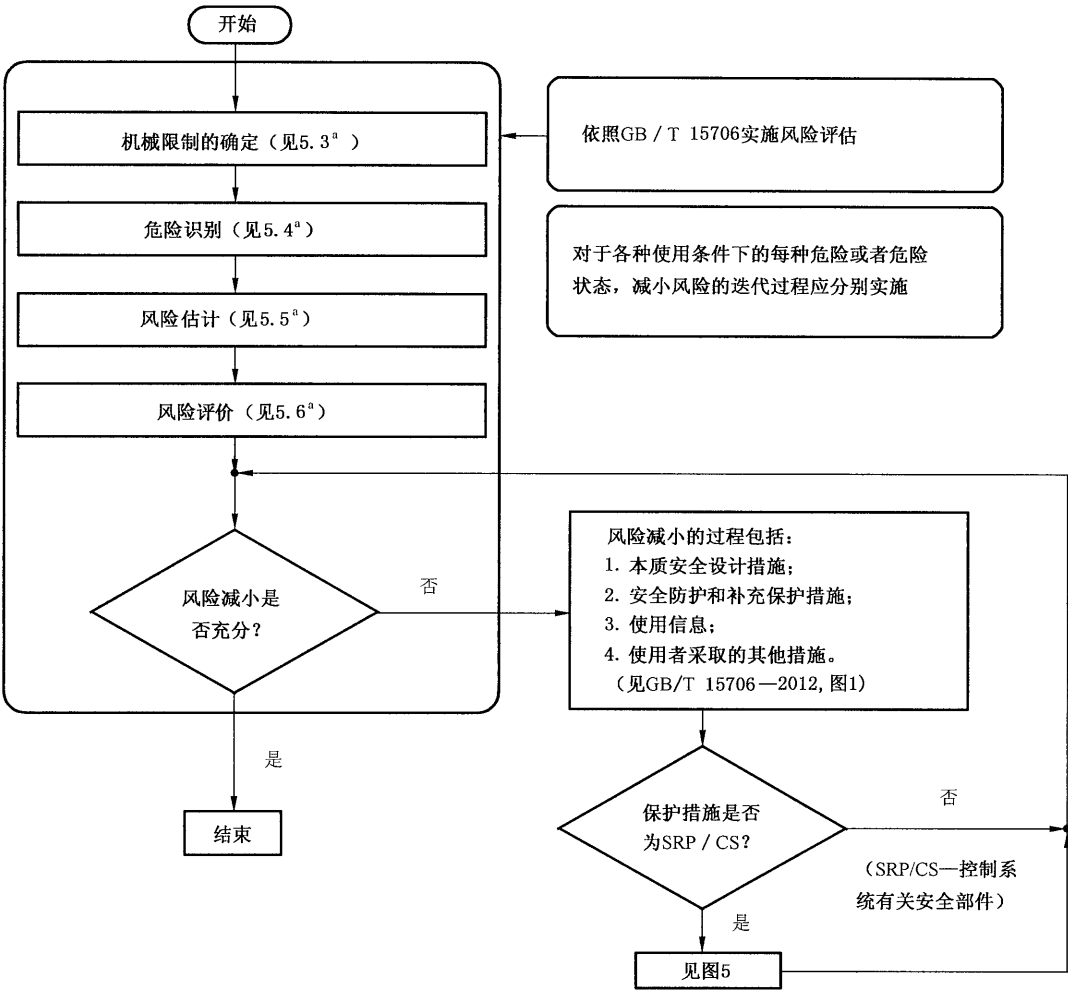 开始
机械限制的确定（见5.3ᵃ）
依照GB／T 15706实施风险评估
危险识别（见5.4ᵃ）
对于各种使用条件下的每种危险或者危险
状态，减小风险的迭代过程应分别实施
风险估计（见5.5ᵃ）
风险评价（见5.6ᵃ）
风险减小是
否充分？
否
风险减小的过程包括：
1. 本质安全设计措施；
2. 安全防护和补充保护措施；
3. 使用信息；
4. 使用者采取的其他措施。
（见GB/T 15706—2012,图1）
是
结束
保护措施是否
为SRP／CS？
否
（SRP/CS—控制系
统有关安全部件）
是
见图5